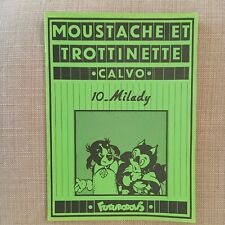 MOUSTACHE ET
TROTTINETTE
•CALVO•
10_Milady
FUTUROPOLIS